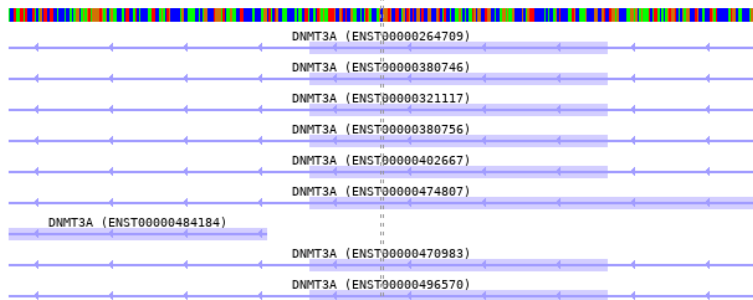 DNMT3A (ENST00000264709)
DNMT3A (ENST00000380746)
DNMT3A (ENST00000321117)
DNMT3A (ENST00000380756)
DNMT3A (ENST00000402667)
DNMT3A (ENST00000474807)
DNMT3A (ENST00000484184)
DNMT3A (ENST00000470983)
DNMT3A (ENST00000496570)